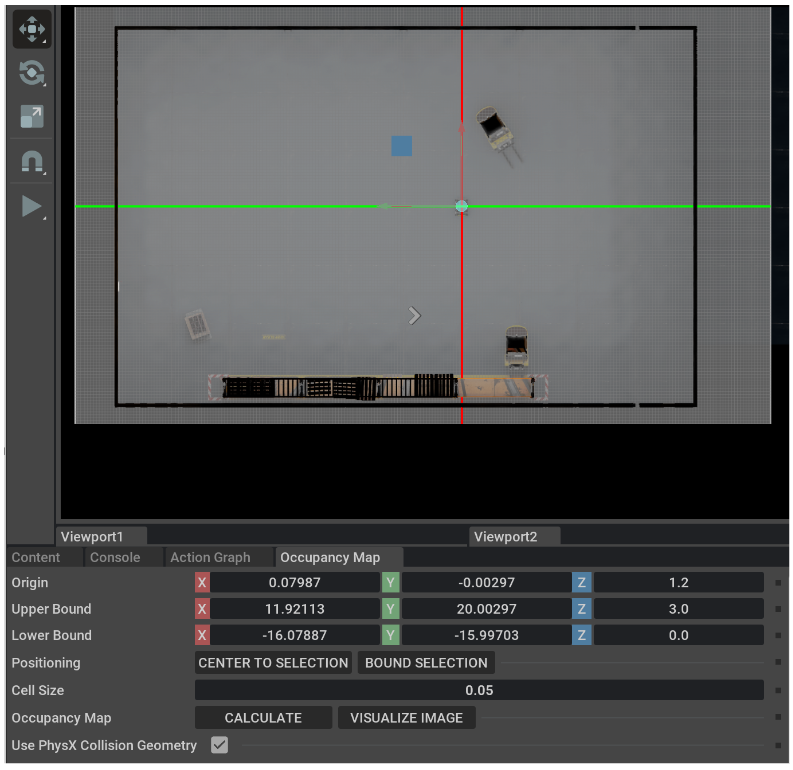 Viewport1 Viewport2
Content Console Action Graph Occupancy Map
Origin X 0.07987 Y -0.00297 Z 1.2
Upper Bound X 11.92113 Y 20.00297 Z 3.0
Lower Bound X -16.07887 Y -15.99703 Z 0.0
Positioning CENTER TO SELECTION BOUND SELECTION
Cell Size 0.05
Occupancy Map CALCULATE VISUALIZE IMAGE
Use PhysX Collision Geometry